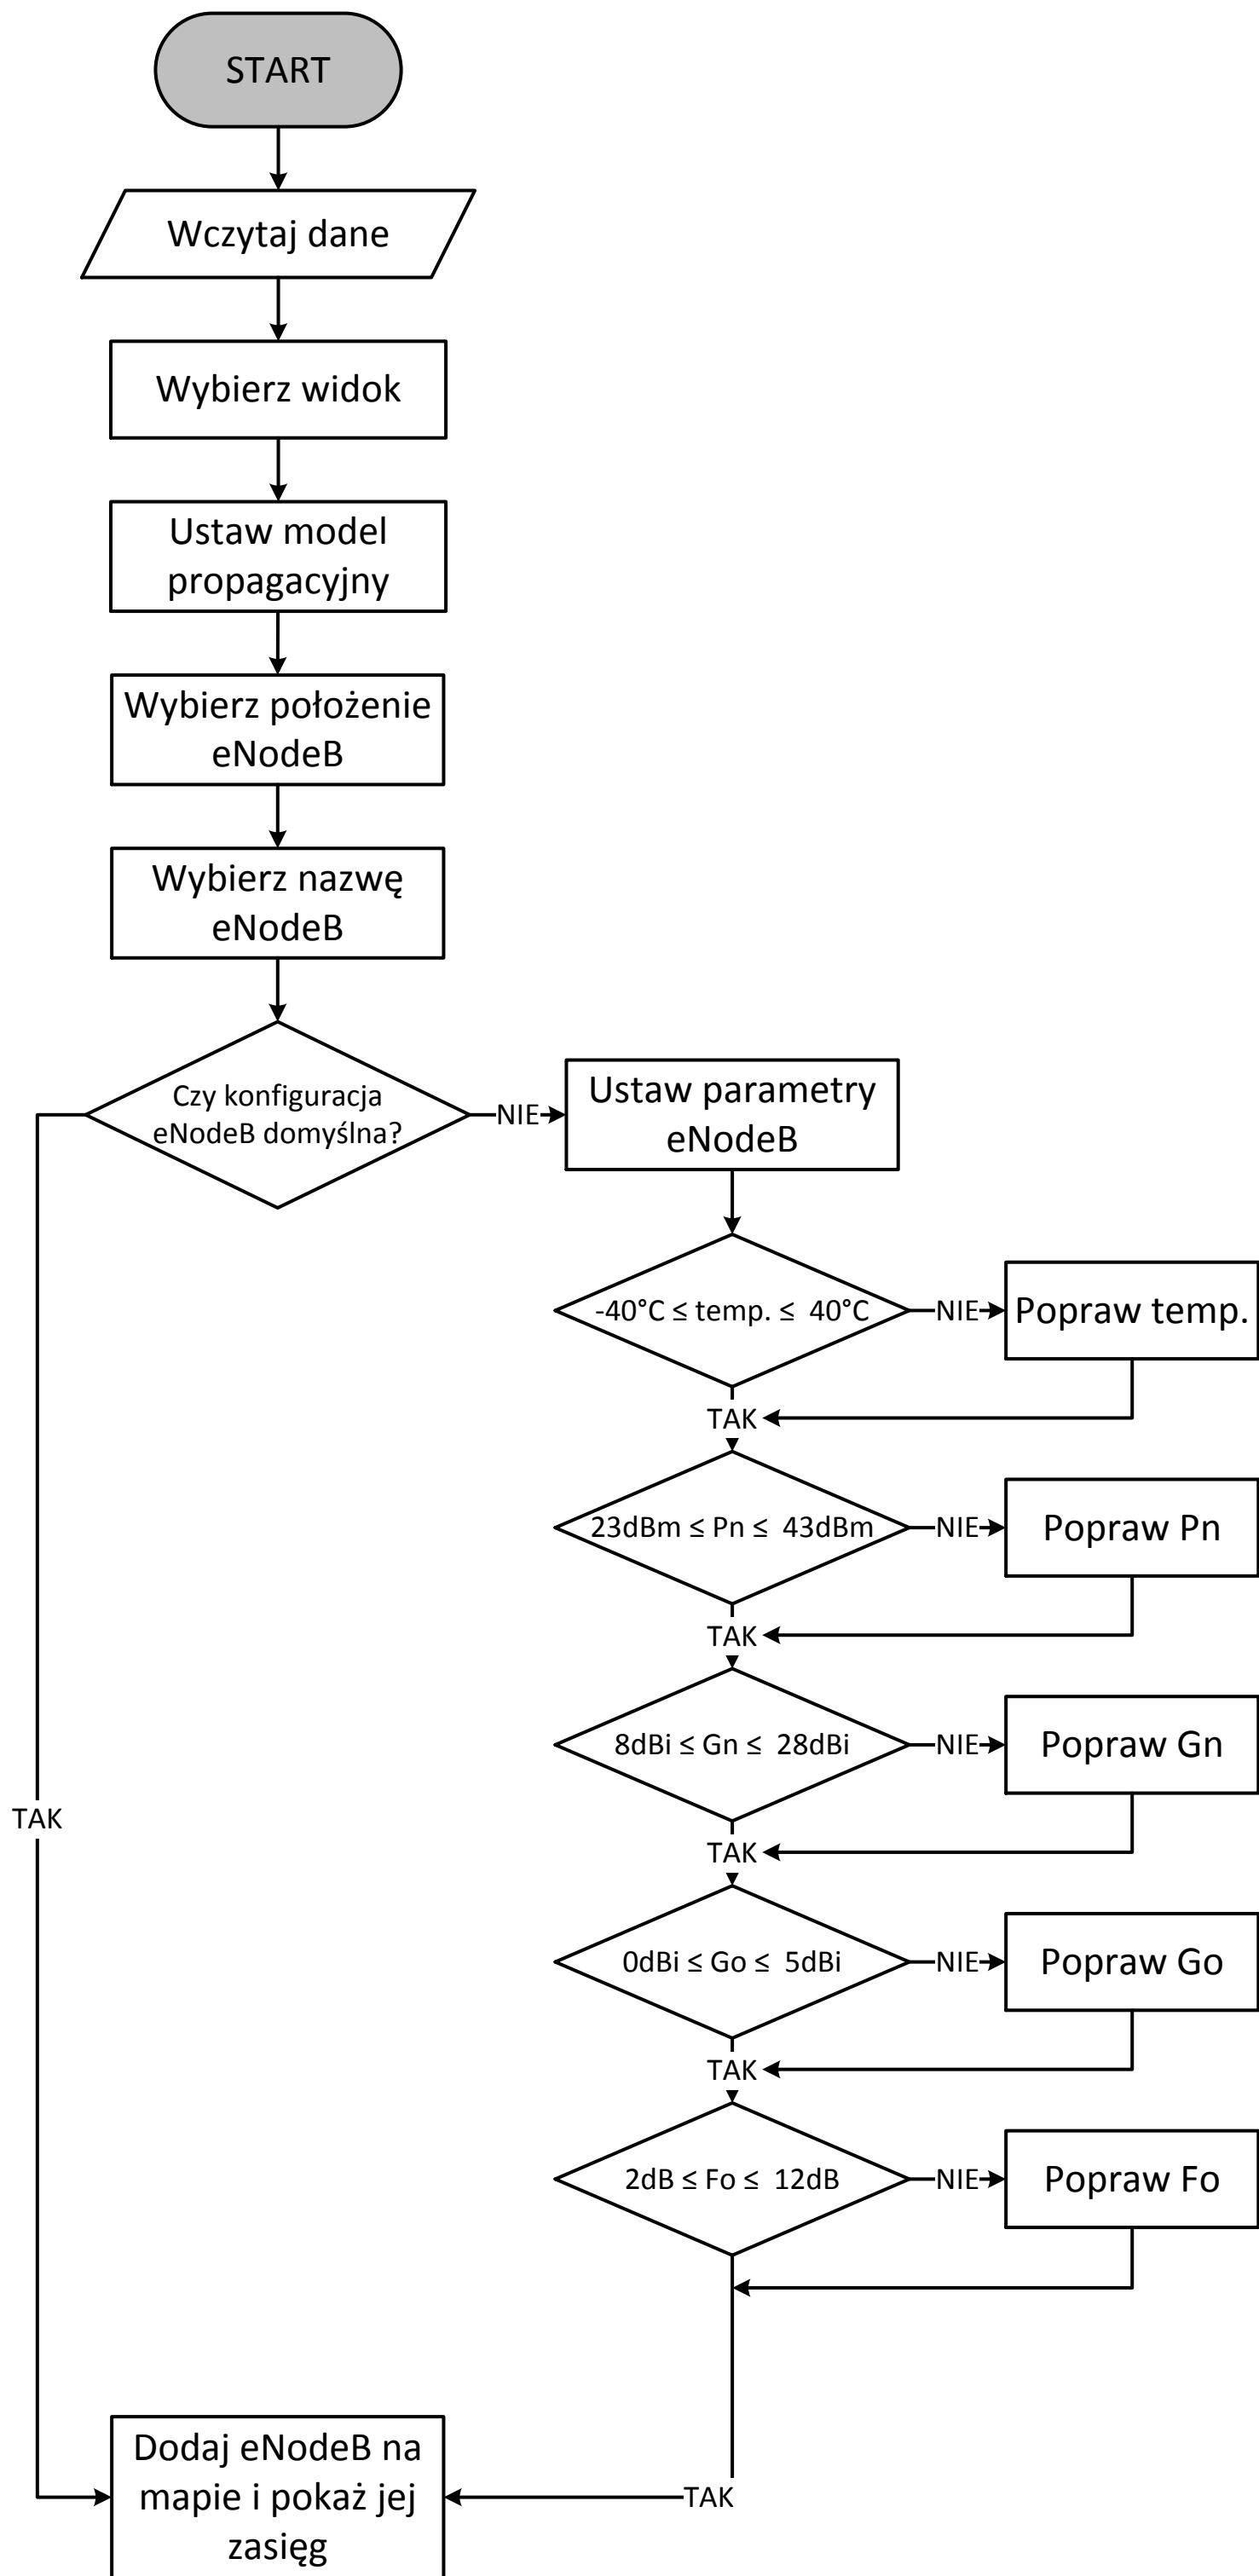 START
Wczytaj dane
Wybierz widok
Ustaw model
propagacyjny
Wybierz położenie
eNodeB
Wybierz nazwę
eNodeB
Czy konfiguracja
eNodeB domyślna?
NIE
Ustaw parametry
eNodeB
-40°C ≤ temp. ≤ 40°C
NIE
Popraw temp.
TAK
23dBm ≤ Pn ≤ 43dBm
NIE
Popraw Pn
TAK
8dBi ≤ Gn ≤ 28dBi
NIE
Popraw Gn
TAK
TAK
0dBi ≤ Go ≤ 5dBi
NIE
Popraw Go
TAK
2dB ≤ Fo ≤ 12dB
NIE
Popraw Fo
TAK
Dodaj eNodeB na
mapie i pokaż jej
zasięg